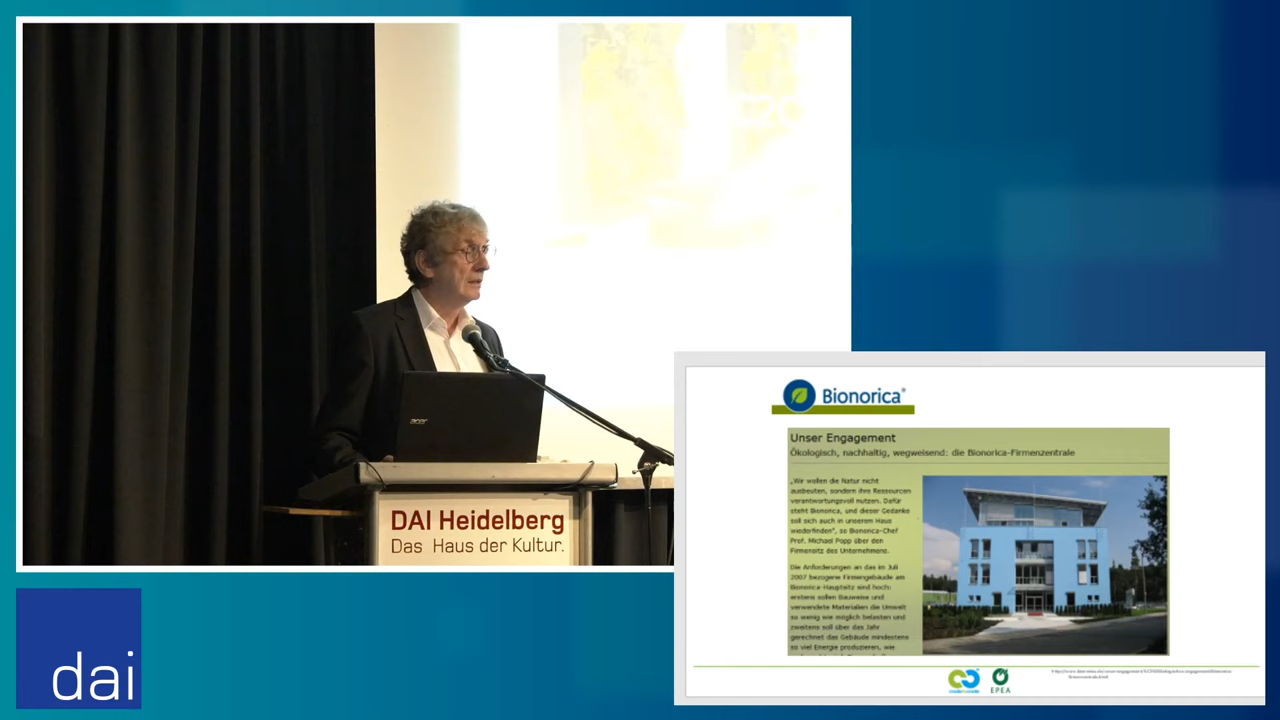 acer
DAI Heidelberg
Das Haus der Kultur.
dai
Bionorica®
Unser Engagement
Ökologisch, nachhaltig, wegweisend: die Bionorica-Firmenzentrale
„Wir wollen die Natur nicht
ausbeuten, sondern ihre Ressourcen
verantwortungsvoll nutzen. Dafür
steht Bionorica, und dieser Gedanke
soll sich auch in unserem Haus
wiederfinden“, so Bionorica-Chef
Prof. Michael Popp über den
Firmensitz des Unternehmens.
Die Anforderungen an das im Juli
2007 bezogene Firmengebäude am
Bionorica-Hauptsitz sind hoch:
erstens sollen Bauweise und
verwendete Materialien die Umwelt
so wenig wie möglich belasten und
zweitens soll über das Jahr
gerechnet das Gebäude mindestens
so viel Energie produzieren, wie
EPEA